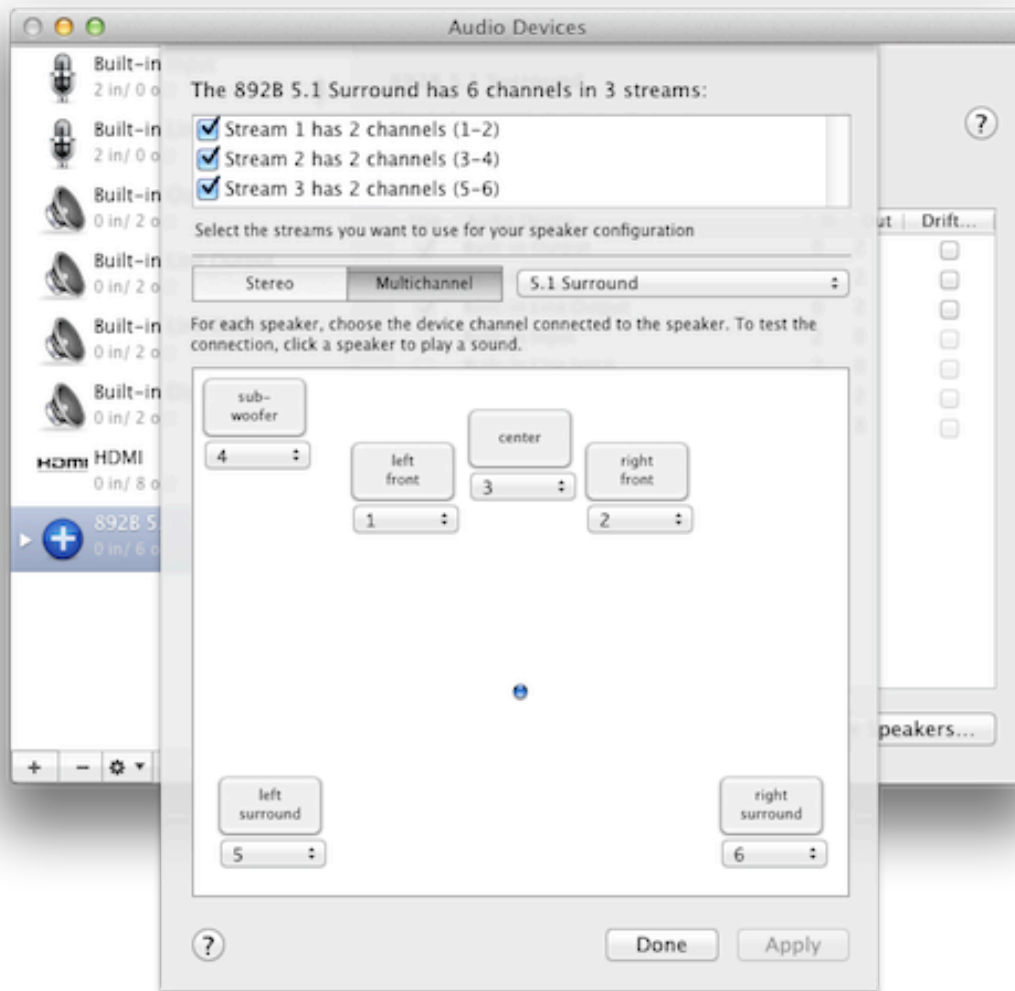 Audio Devices
Built-in
2 in/ 0 o
Built-in
2 in/ 0 o
Built-in
0 in/ 2 o
Built-in
0 in/ 2 o
Built-in
0 in/ 2 o
Built-in
0 in/ 2 o
HDMI HDMI
0 in/ 8 o
892B 5.
0 in/ 6 o
+ −
The 892B 5.1 Surround has 6 channels in 3 streams:
Stream 1 has 2 channels (1-2)
Stream 2 has 2 channels (3-4)
Stream 3 has 2 channels (5-6)
Select the streams you want to use for your speaker configuration
Stereo Multichannel 5.1 Surround
For each speaker, choose the device channel connected to the speaker. To test the
connection, click a speaker to play a sound.
sub-
woofer
4
left
front
1
center
3
right
front
2
left
surround
5
right
surround
6
? Done Apply
?
ut Drift...
peakers...